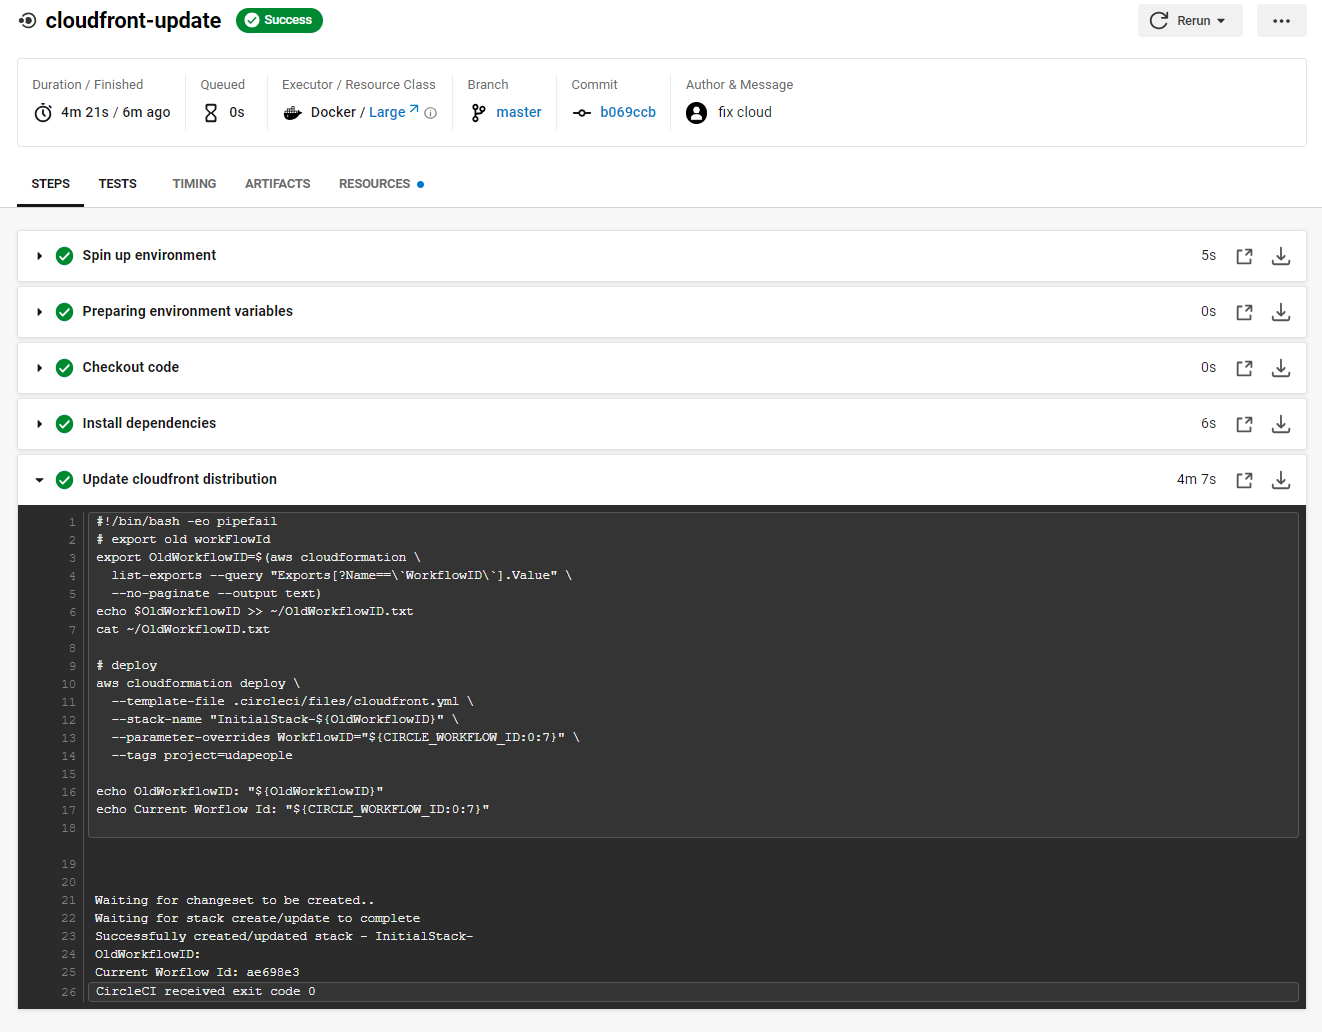 cloudfront-update
Success
Rerun
Duration / Finished
4m 21s / 6m ago
Queued
0s
Executor / Resource Class
Docker / Large
Branch
master
Commit
b069ccb
Author & Message
fix cloud
STEPS
TESTS
TIMING
ARTIFACTS
RESOURCES
Spin up environment
5s
Preparing environment variables
0s
Checkout code
0s
Install dependencies
6s
Update cloudfront distribution
4m 7s
1 #!/bin/bash -eo pipefail
2 # export old workFlowId
3 export OldWorkflowID=$(aws cloudformation \
4   list-exports --query "Exports[?Name==\`WorkflowID\`].Value" \
5   --no-paginate --output text)
6 echo $OldWorkflowID >> ~/OldWorkflowID.txt
7 cat ~/OldWorkflowID.txt
8
9 # deploy
10 aws cloudformation deploy \
11   --template-file .circleci/files/cloudfront.yml \
12   --stack-name "InitialStack-${OldWorkflowID}" \
13   --parameter-overrides WorkflowID="${CIRCLE_WORKFLOW_ID:0:7}" \
14   --tags project=udapeople
15
16 echo OldWorkflowID: "${OldWorkflowID}"
17 echo Current Worflow Id: "${CIRCLE_WORKFLOW_ID:0:7}"
18
19
20
21 Waiting for changeset to be created..
22 Waiting for stack create/update to complete
23 Successfully created/updated stack - InitialStack-
24 OldWorkflowID:
25 Current Worflow Id: ae698e3
26 CircleCI received exit code 0